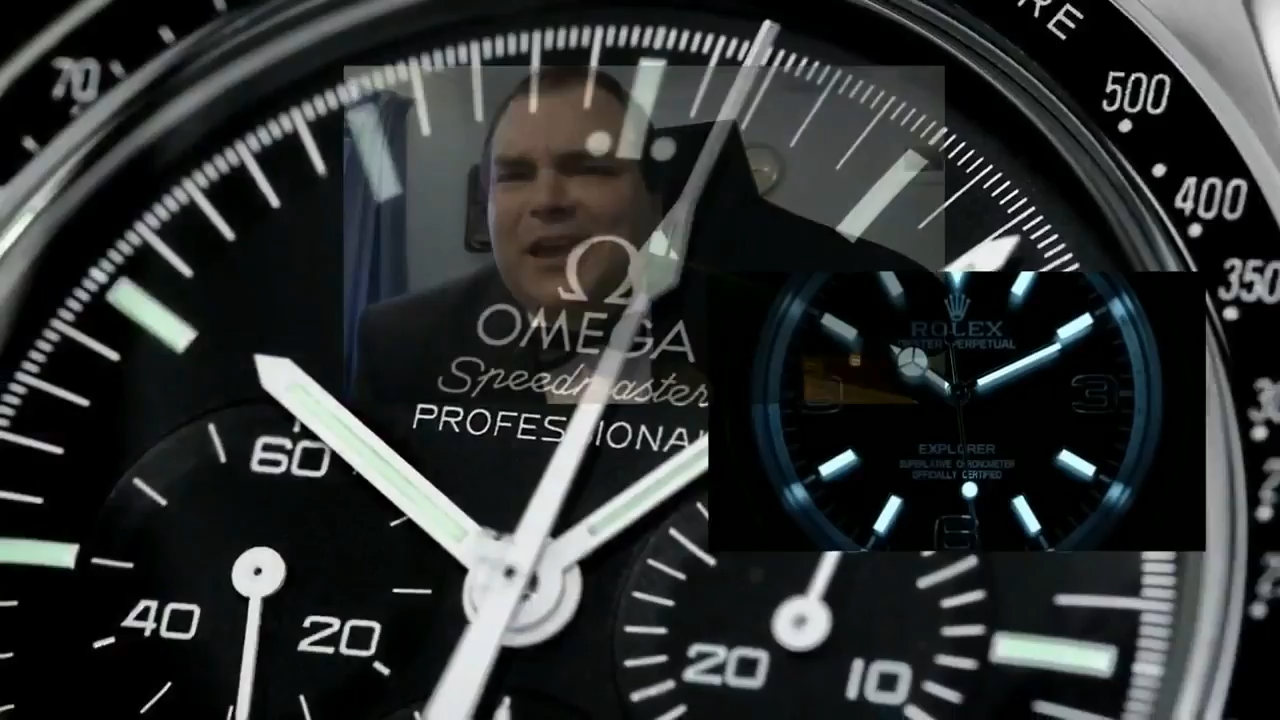 RE
70
500
400
350
Ω
OMEGA
Speedmaster
PROFESSIONA
ROLEX
OYSTER PERPETUAL
3
EXPLORER
SUPERLATIVE CHRONOMETER
OFFICIALLY CERTIFIED
6
60
40
20
20
10